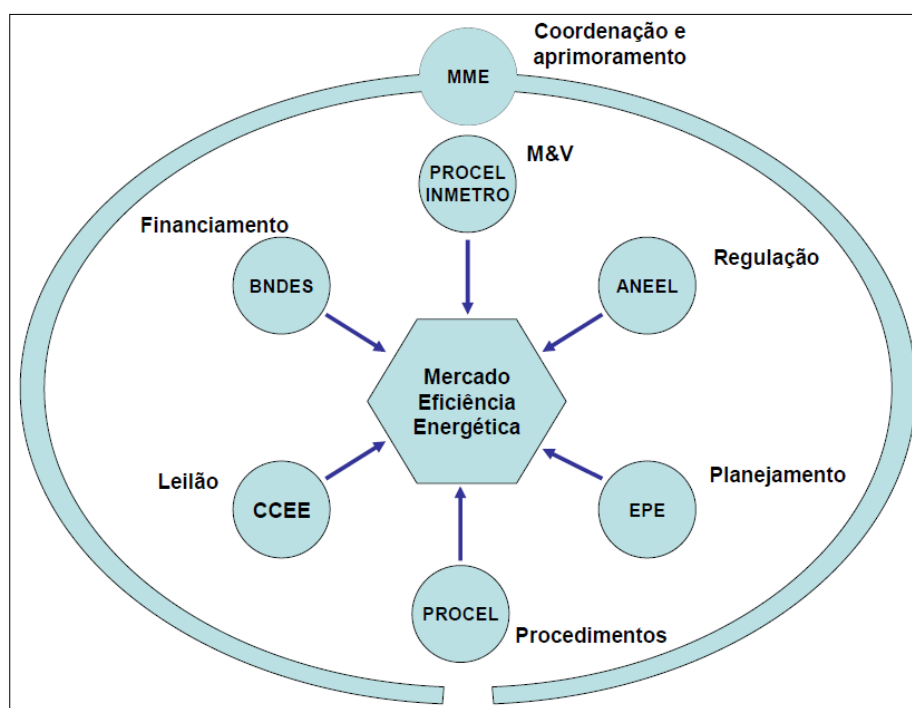 Coordenação e
aprimoramento
MME
M&V
PROCEL
INMETRO
Financiamento
BNDES
Regulação
ANEEL
Mercado
Eficiência
Energética
Leilão
CCEE
Planejamento
EPE
PROCEL
Procedimentos